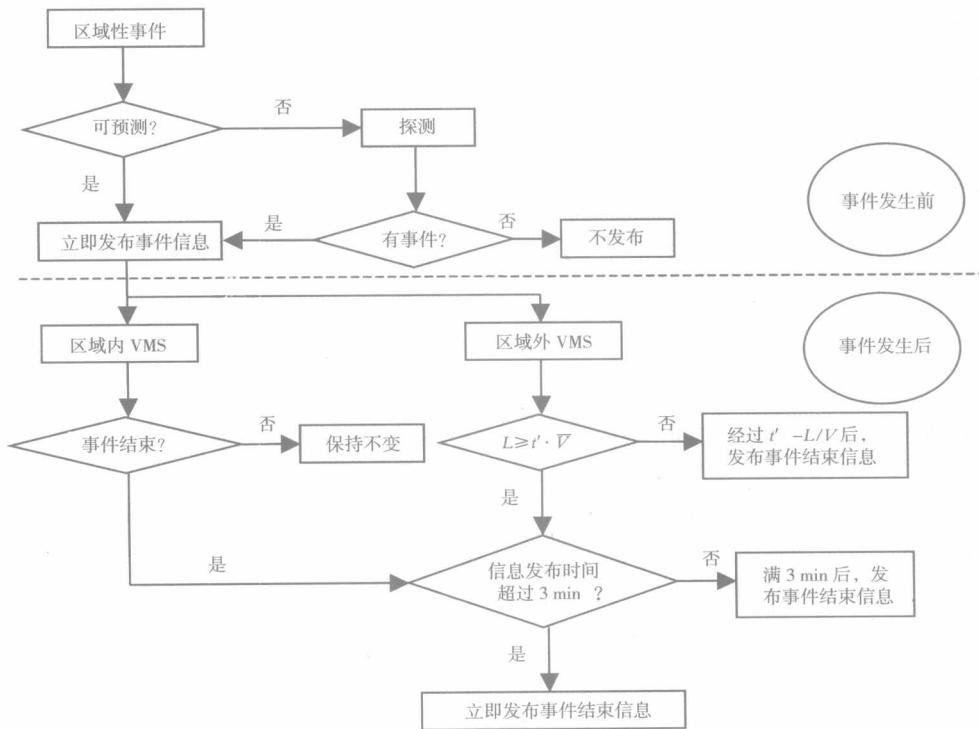 区域性事件
可预测?
否
探测
是
立即发布事件信息
是
有事件?
否
不发布
事件发生前
区域内 VMS
区域外 VMS
事件发生后
事件结束?
否
保持不变
L≥t′·V̅
否
经过 t′ -L/V 后,
发布事件结束信息
是
是
信息发布时间
超过 3 min ?
否
满 3 min 后, 发
布事件结束信息
是
立即发布事件结束信息